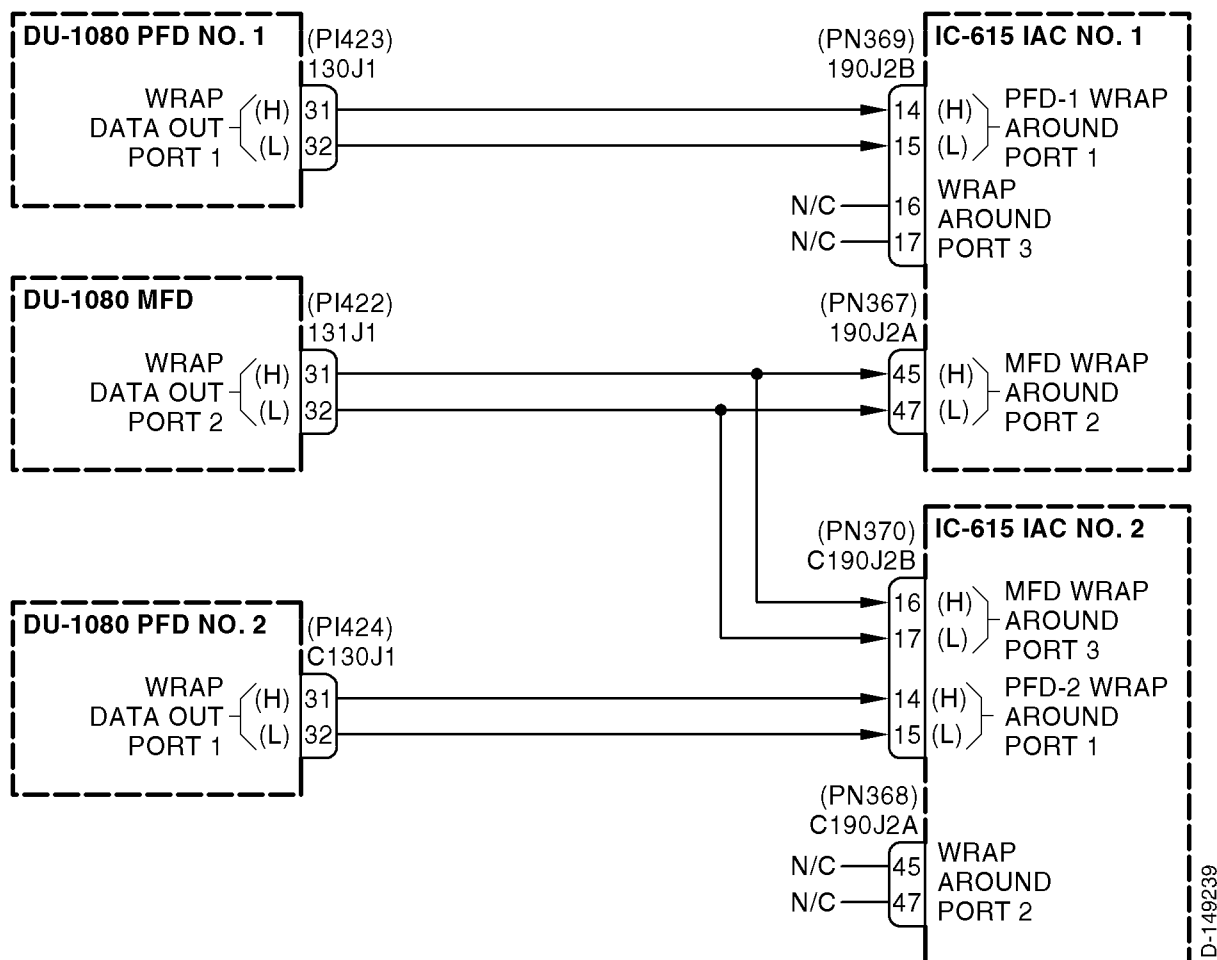 DU-1080 PFD NO. 1
(PI423)
130J1
WRAP
DATA OUT
PORT 1
(H)
(L)
31
32
(PN369)
190J2B
IC-615 IAC NO. 1
14
15
(H)
(L)
PFD-1 WRAP
AROUND
PORT 1
N/C
N/C
16
17
WRAP
AROUND
PORT 3
DU-1080 MFD
(PI422)
131J1
WRAP
DATA OUT
PORT 2
(H)
(L)
31
32
(PN367)
190J2A
45
47
(H)
(L)
MFD WRAP
AROUND
PORT 2
(PN370)
C190J2B
IC-615 IAC NO. 2
16
17
(H)
(L)
MFD WRAP
AROUND
PORT 3
DU-1080 PFD NO. 2
(PI424)
C130J1
WRAP
DATA OUT
PORT 1
(H)
(L)
31
32
14
15
(H)
(L)
PFD-2 WRAP
AROUND
PORT 1
(PN368)
C190J2A
N/C
N/C
45
47
WRAP
AROUND
PORT 2
D-149239